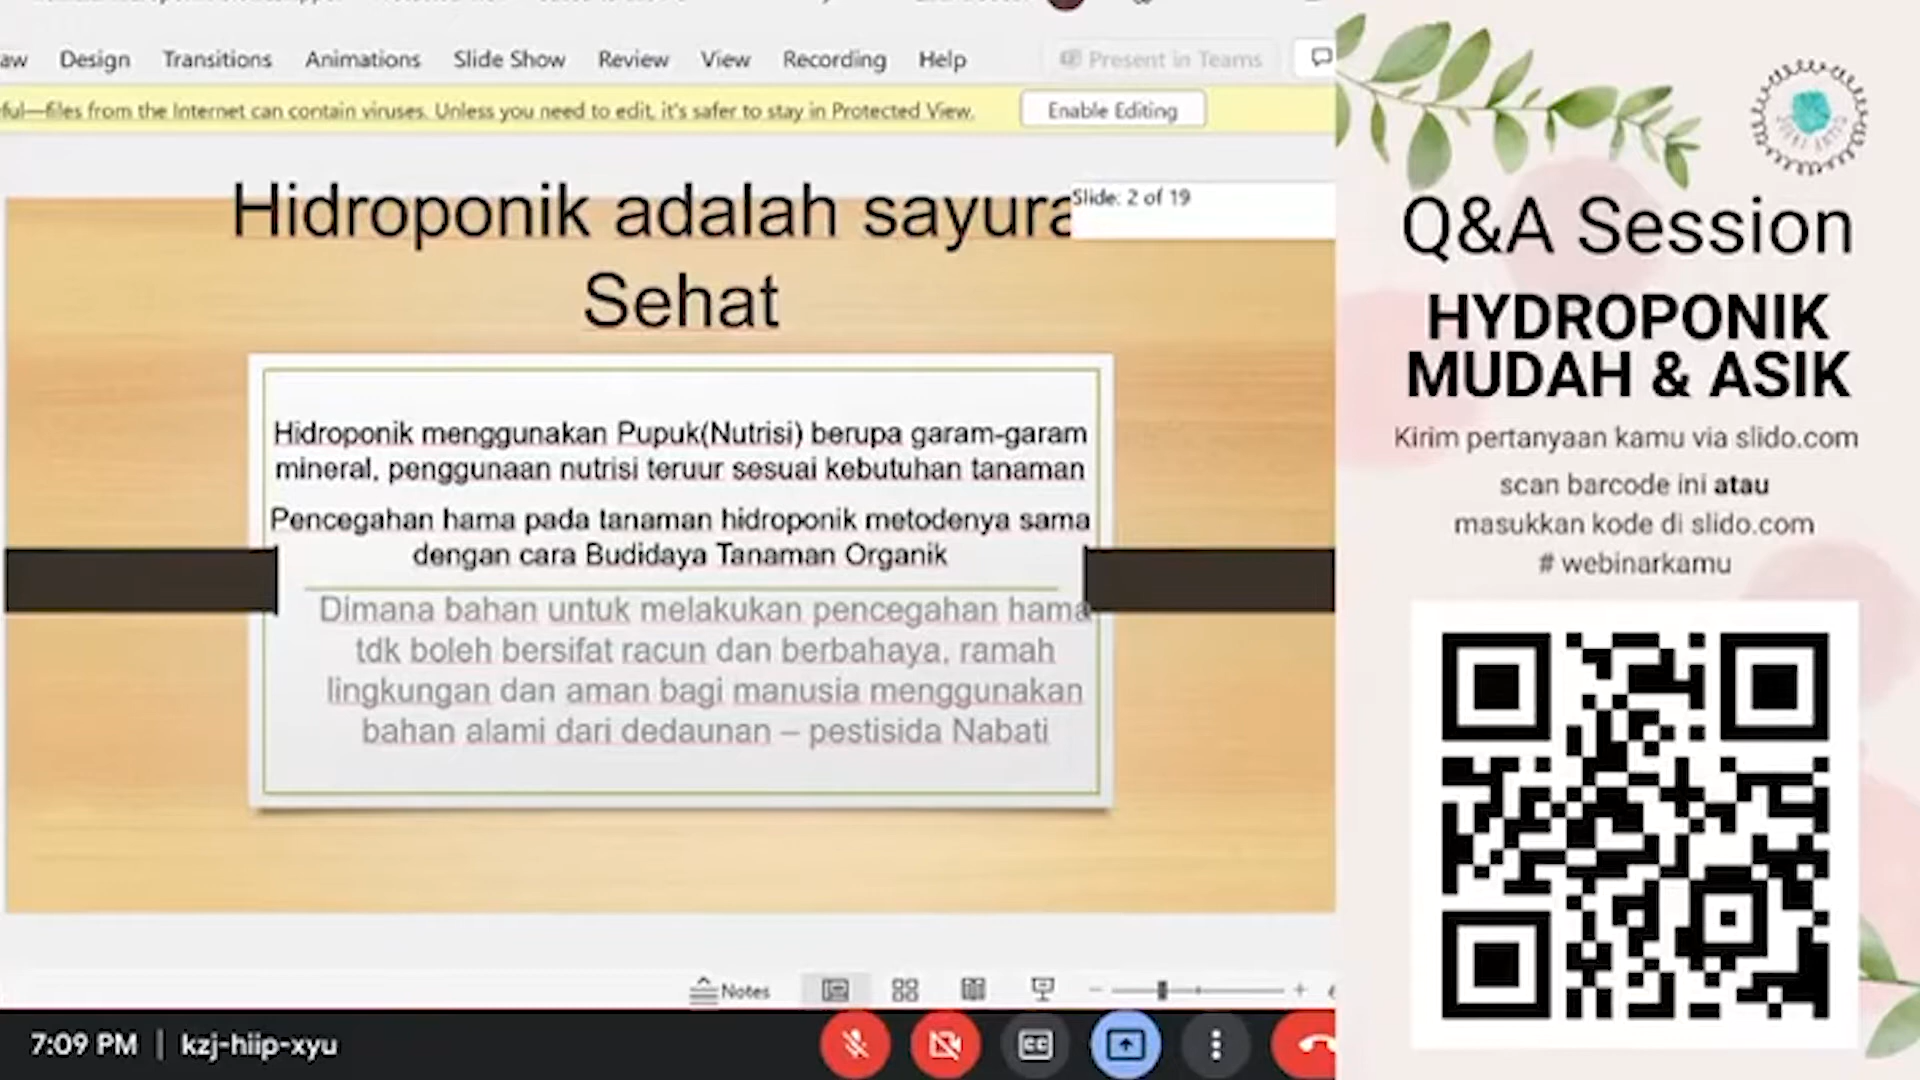 aw Design Transitions Animations Slide Show Review View Recording Help Present in Teams
ful—files from the Internet can contain viruses. Unless you need to edit, it's safer to stay in Protected View. Enable Editing
Hidroponik adalah sayura
Slide: 2 of 19
Sehat
Hidroponik menggunakan Pupuk(Nutrisi) berupa garam-garam
mineral, penggunaan nutrisi teruur sesuai kebutuhan tanaman
Pencegahan hama pada tanaman hidroponik metodenya sama
dengan cara Budidaya Tanaman Organik
Dimana bahan untuk melakukan pencegahan hama
tdk boleh bersifat racun dan berbahaya, ramah
lingkungan dan aman bagi manusia menggunakan
bahan alami dari dedaunan – pestisida Nabati
Notes
7:09 PM | kzj-hiip-xyu
Q&A Session
HYDROPONIK
MUDAH & ASIK
Kirim pertanyaan kamu via slido.com
scan barcode ini atau
masukkan kode di slido.com
# webinarkamu